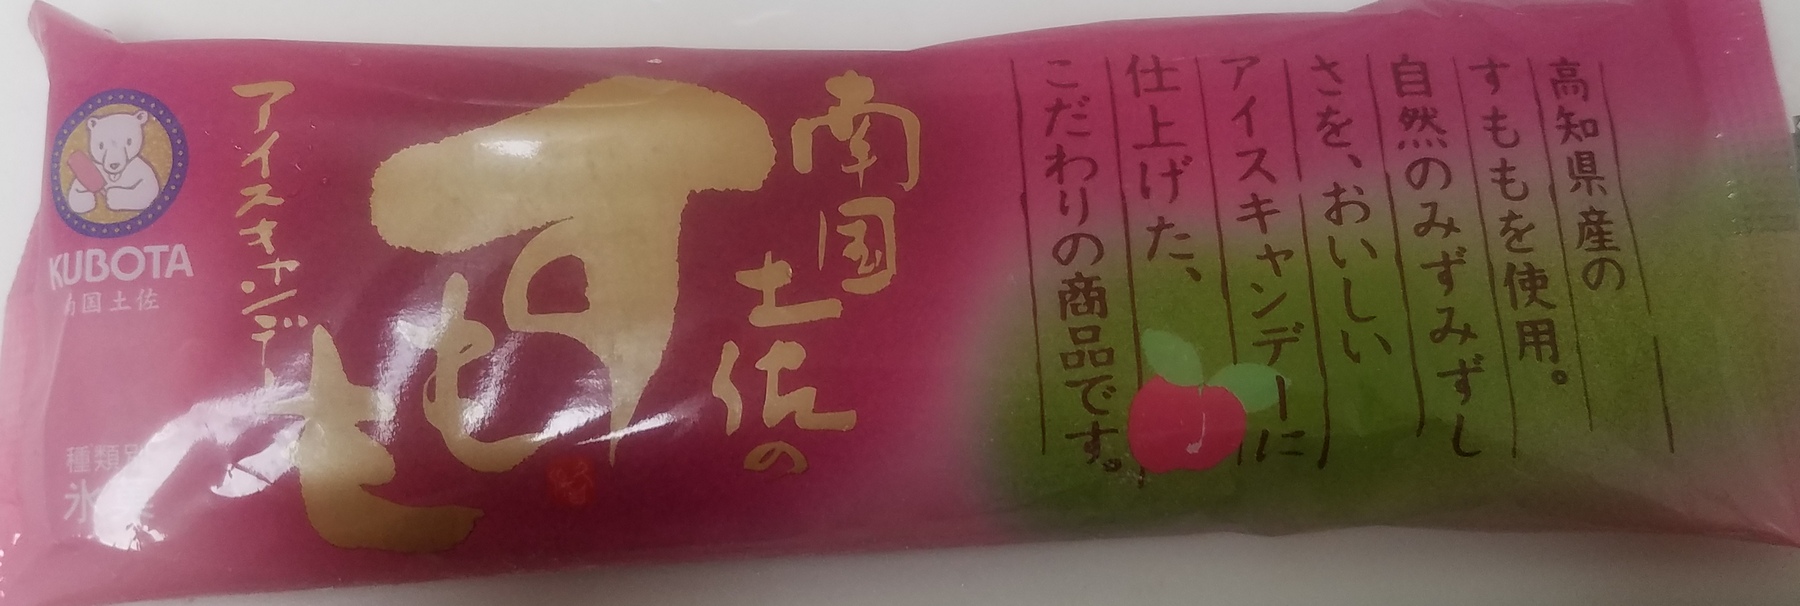 高知県産の
すももを使用。
自然のみずみずし
さを、おいしい
アイスキャンデーに
仕上げた、
こだわりの商品です。
南国
土佐の
すもも
アイスキャンデー
KUBOTA
南国土佐
種類別
氷菓